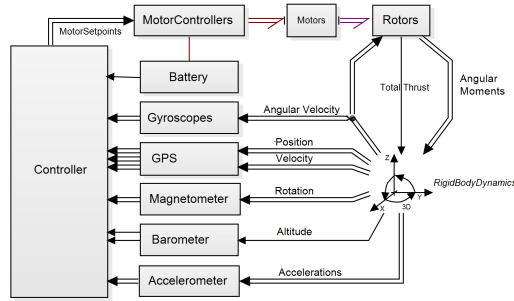 MotorControllers
Motors
Rotors
MotorSetpoints
Battery
Total Thrust
Angular
Moments
Angular Velocity
Gyroscopes
Position
GPS
Velocity
Z
Controller
RigidBodyDynamics
Rotation
Magnetometer
X
3D
Y
Altitude
Barometer
Accelerations
Accelerometer